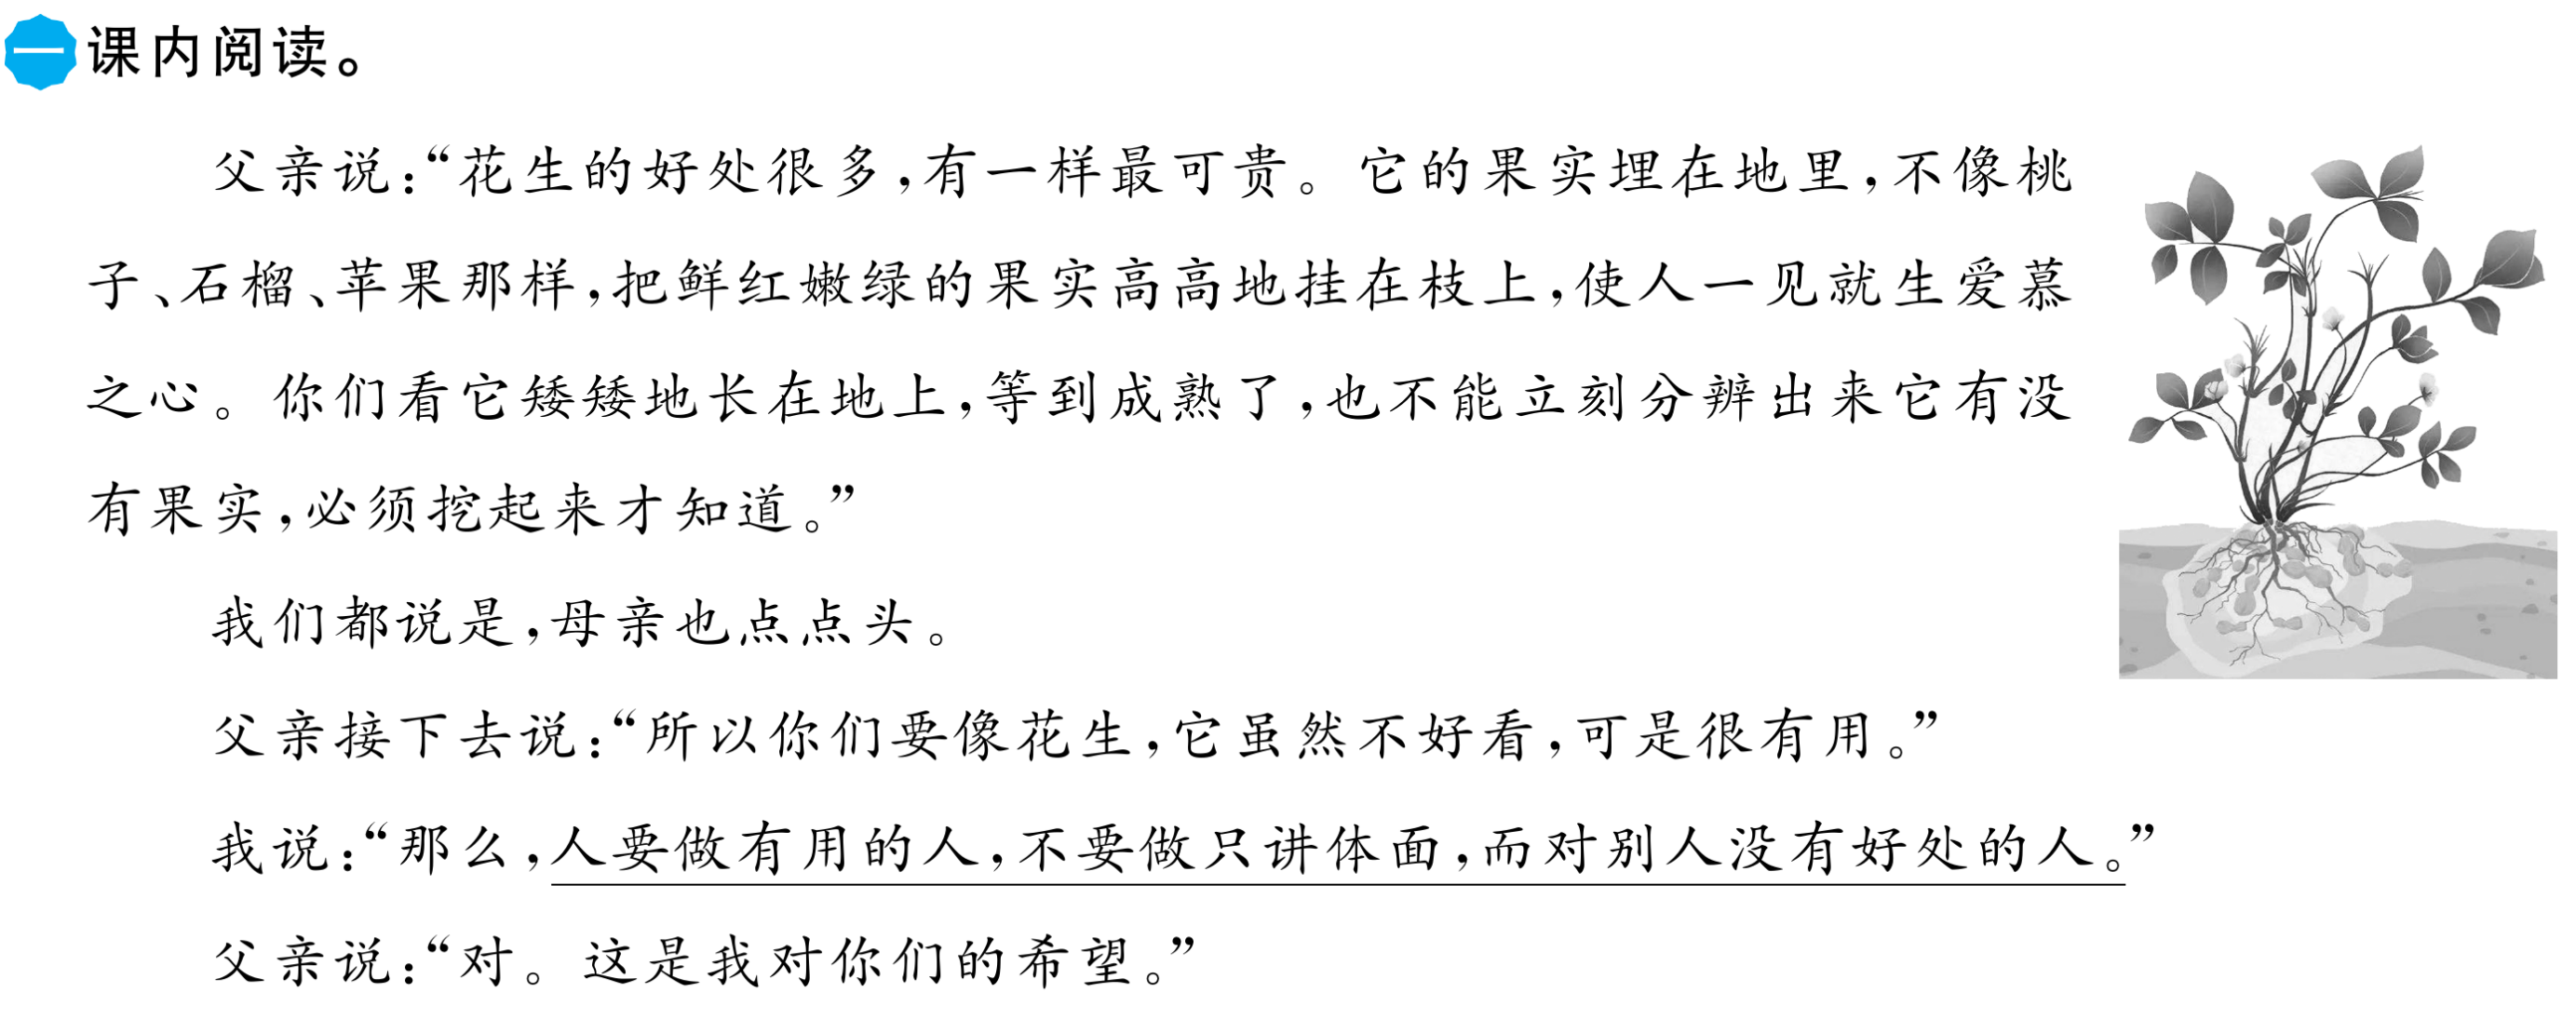 一 课内阅读。
父亲说：“花生的好处很多，有一样最可贵。它的果实埋在地里，不像桃
子、石榴、苹果那样，把鲜红嫩绿的果实高高地挂在枝上，使人一见就生爱慕
之心。你们看它矮矮地长在地上，等到成熟了，也不能立刻分辨出来它有没
有果实，必须挖起来才知道。”
我们都说是，母亲也点点头。
父亲接下去说：“所以你们要像花生，它虽然不好看，可是很有用。”
我说：“那么，人要做有用的人，不要做只讲体面，而对别人没有好处的人。”
父亲说：“对。这是我对你们的希望。”